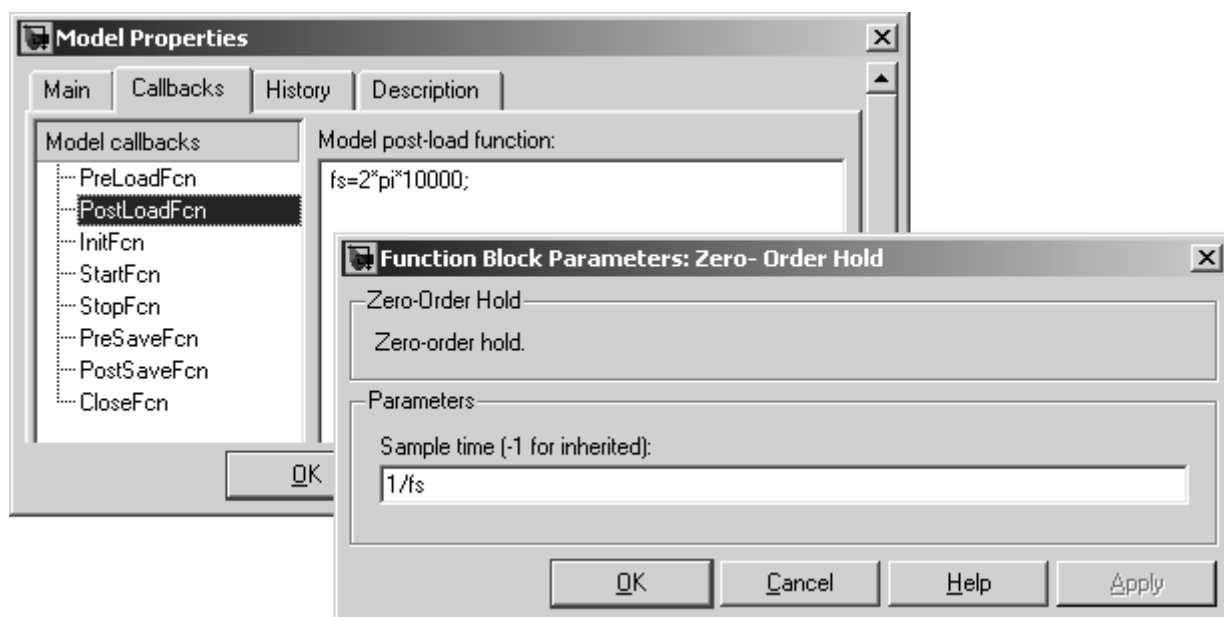 Model Properties
Main Callbacks History Description
Model callbacks
PreLoadFcn
PostLoadFcn
InitFcn
StartFcn
StopFcn
PreSaveFcn
PostSaveFcn
CloseFcn
Model post-load function:
fs=2*pi*10000;
OK
Function Block Parameters: Zero- Order Hold
Zero-Order Hold
Zero-order hold.
Parameters
Sample time (-1 for inherited):
1/fs
OK Cancel Help Apply